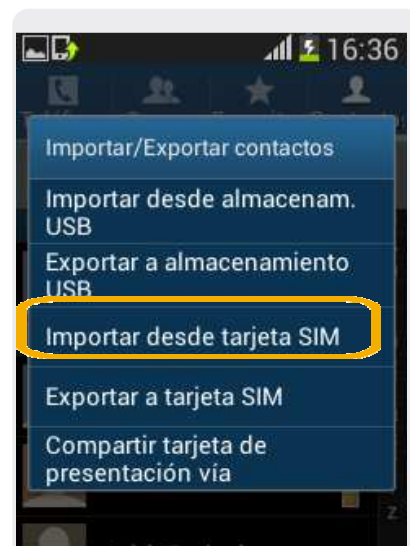 16:36
Importar/Exportar contactos
Importar desde almacenam.
USB
Exportar a almacenamiento
USB
Importar desde tarjeta SIM
Exportar a tarjeta SIM
Compartir tarjeta de
presentación vía
Z